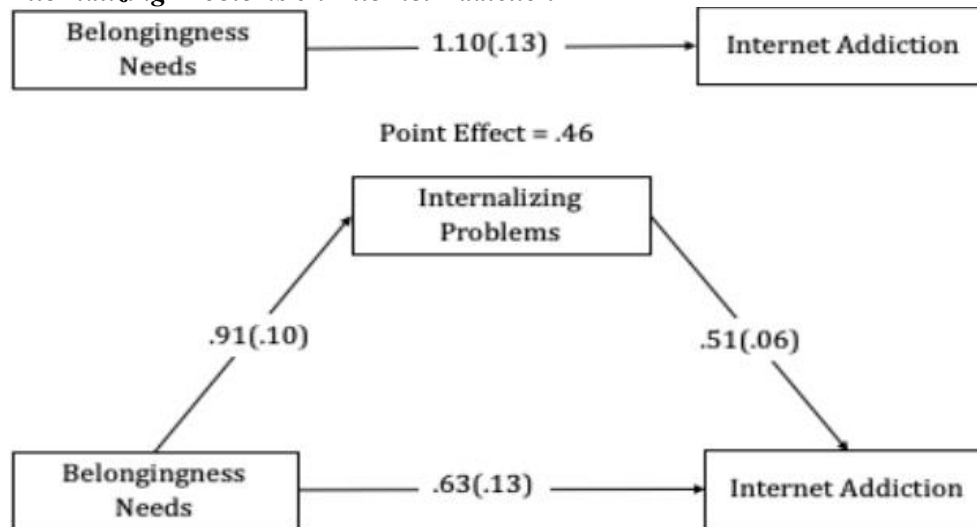 Belongingness
Needs
1.10(.13)
Internet Addiction
Point Effect = .46
Internalizing
Problems
.91(.10)
.51(.06)
Belongingness
Needs
.63(.13)
Internet Addiction